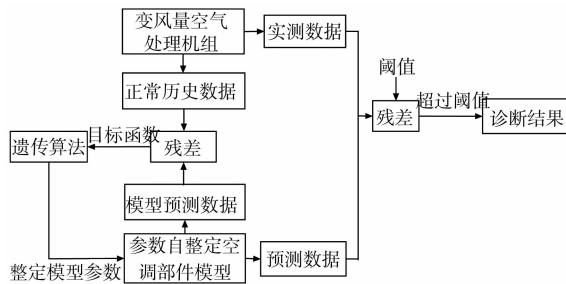 变风量空气
处理机组
实测数据
阈值
正常历史数据
超过阈值
残差
诊断结果
目标函数
遗传算法
残差
模型预测数据
参数自整定空
调部件模型
预测数据
整定模型参数